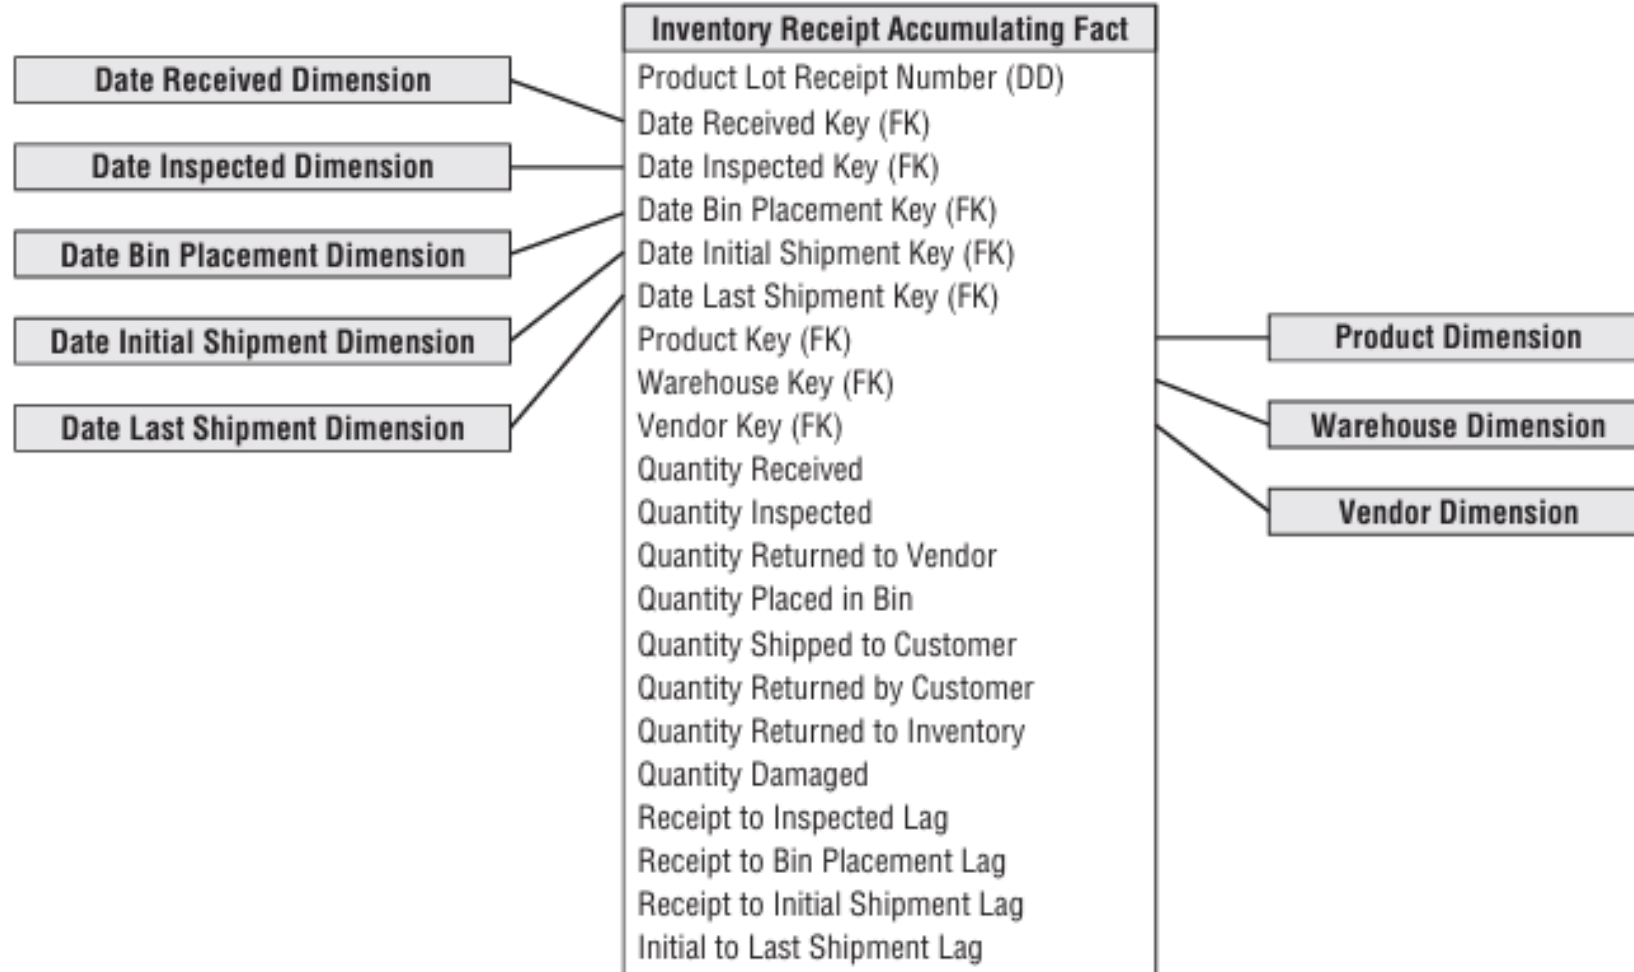 Inventory Receipt Accumulating Fact
Product Lot Receipt Number (DD)
Date Received Key (FK)
Date Inspected Key (FK)
Date Bin Placement Key (FK)
Date Initial Shipment Key (FK)
Date Last Shipment Key (FK)
Product Key (FK)
Warehouse Key (FK)
Vendor Key (FK)
Quantity Received
Quantity Inspected
Quantity Returned to Vendor
Quantity Placed in Bin
Quantity Shipped to Customer
Quantity Returned by Customer
Quantity Returned to Inventory
Quantity Damaged
Receipt to Inspected Lag
Receipt to Bin Placement Lag
Receipt to Initial Shipment Lag
Initial to Last Shipment Lag
Date Received Dimension
Date Inspected Dimension
Date Bin Placement Dimension
Date Initial Shipment Dimension
Date Last Shipment Dimension
Product Dimension
Warehouse Dimension
Vendor Dimension